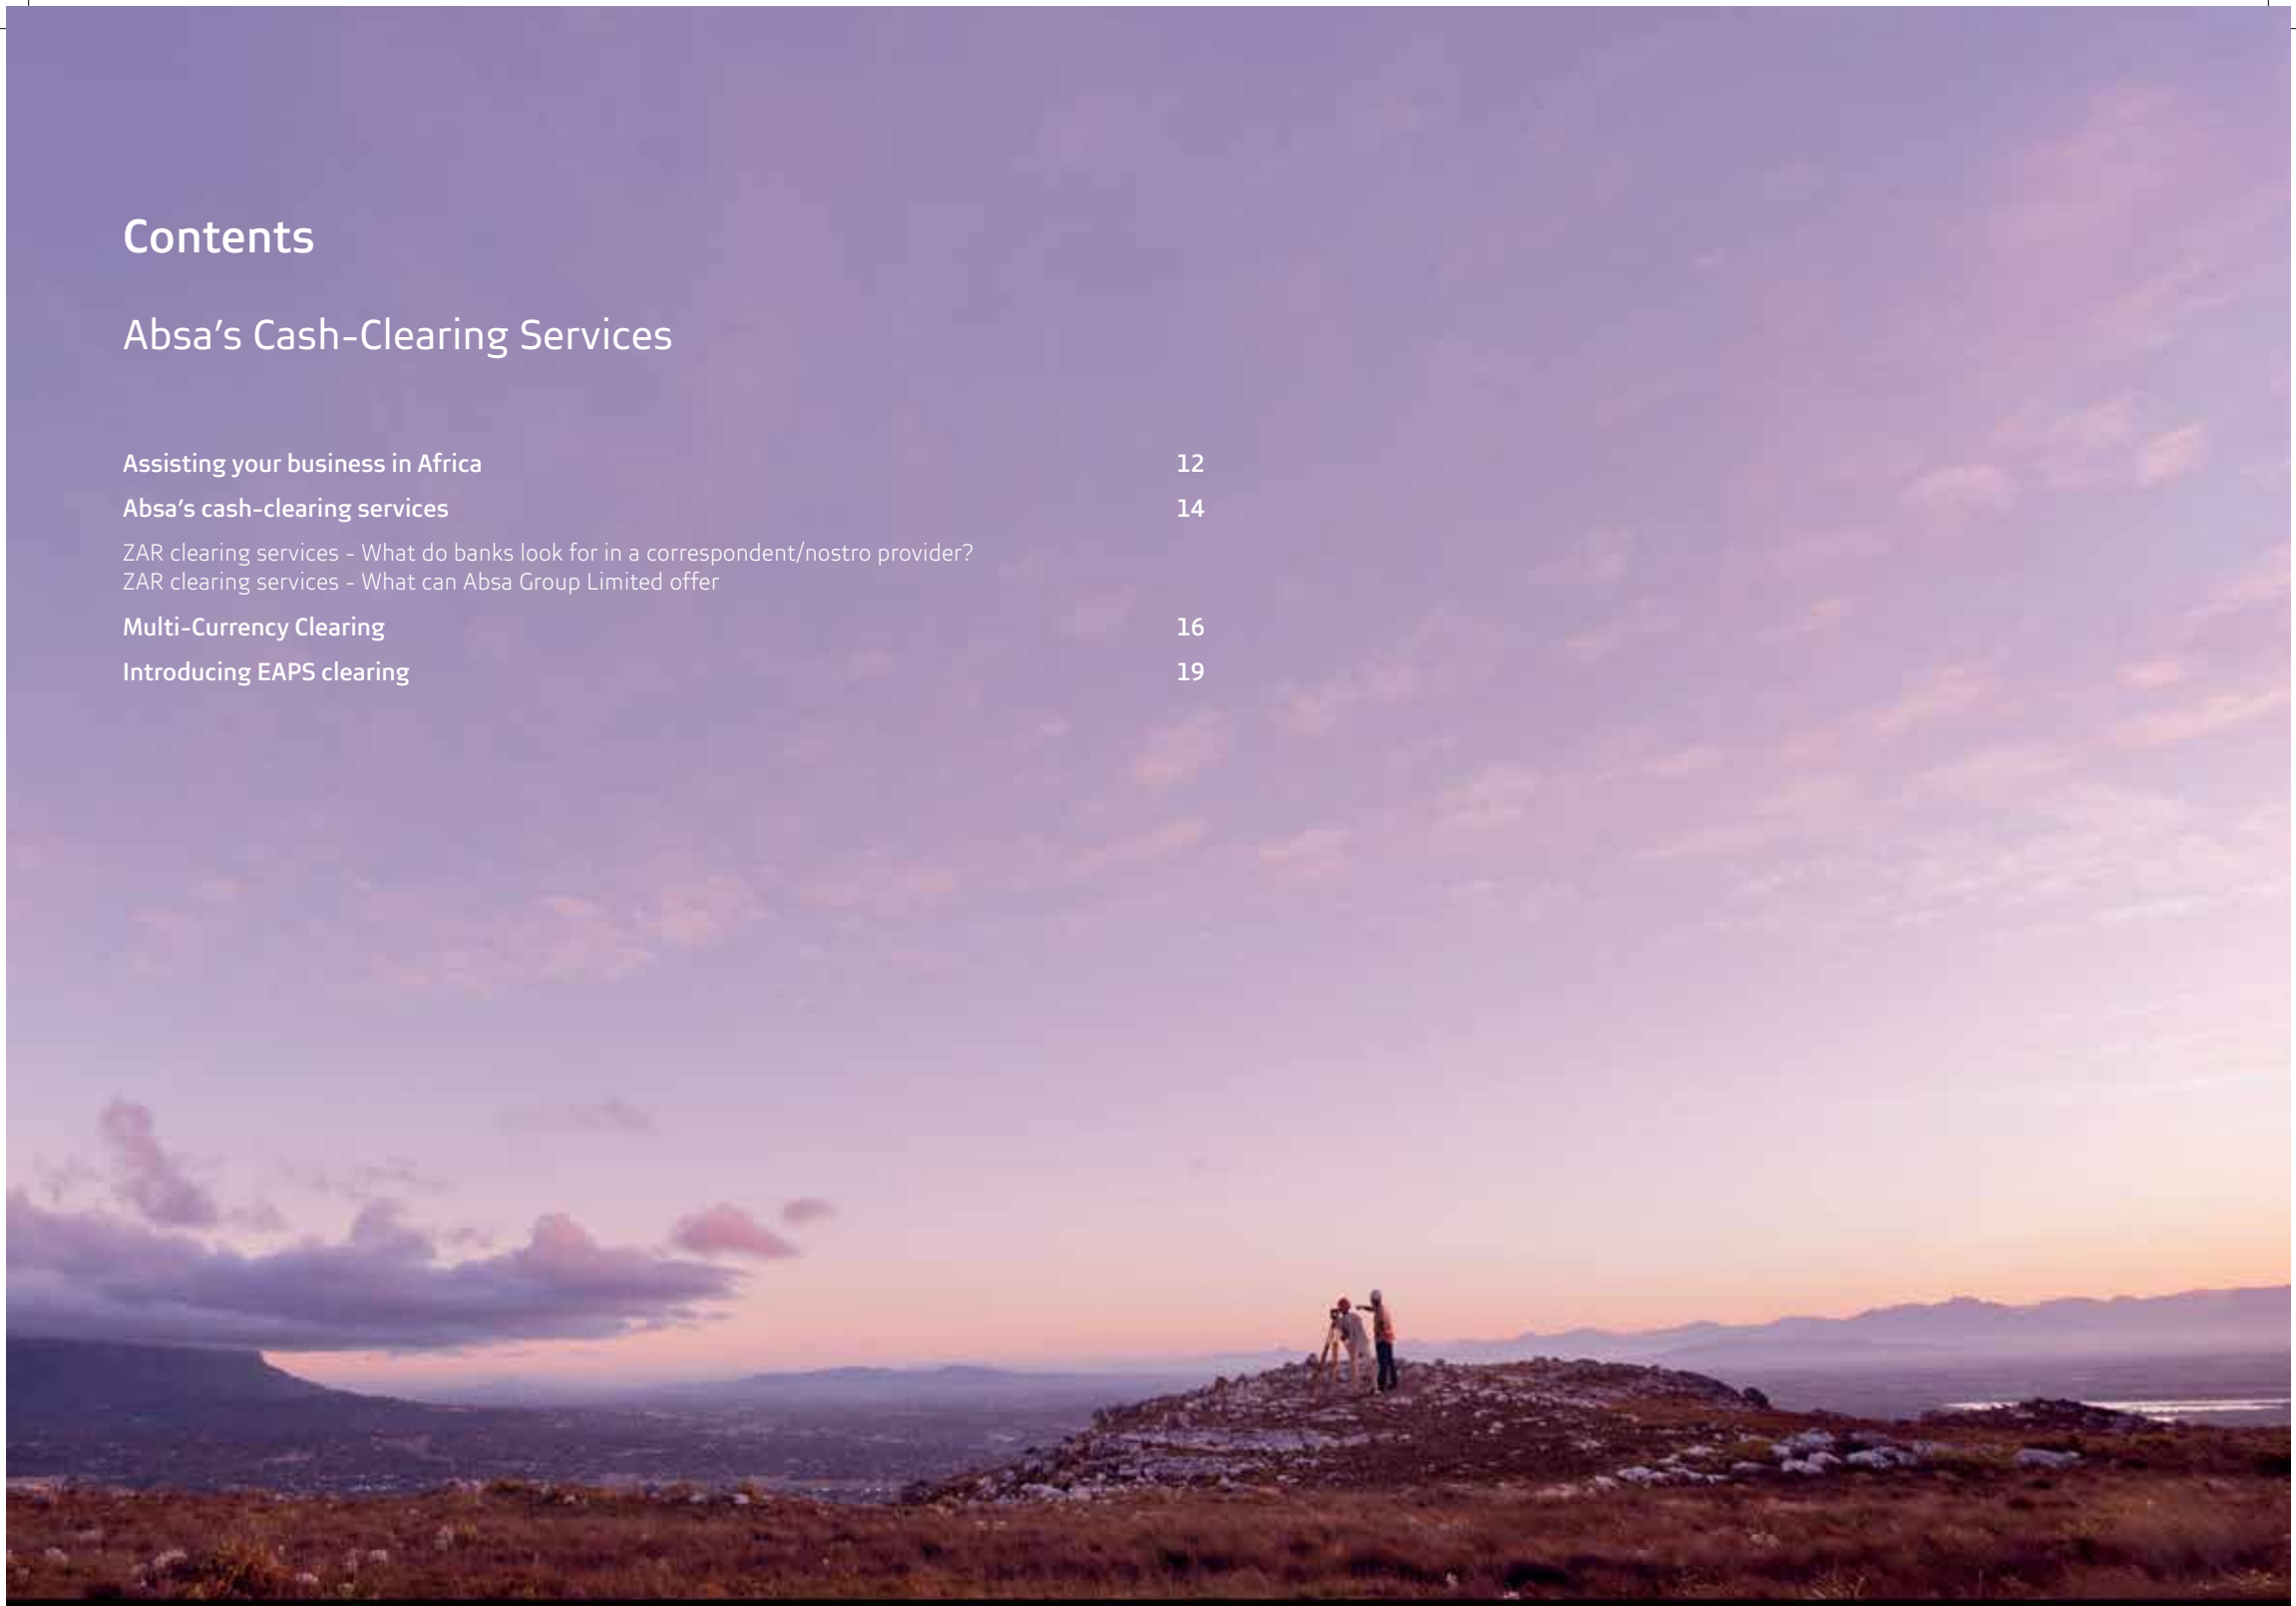 Contents
Absa’s Cash-Clearing Services
Assisting your business in Africa 12
Absa’s cash-clearing services 14
ZAR clearing services - What do banks look for in a correspondent/nostro provider?
ZAR clearing services - What can Absa Group Limited offer
Multi-Currency Clearing 16
Introducing EAPS clearing 19